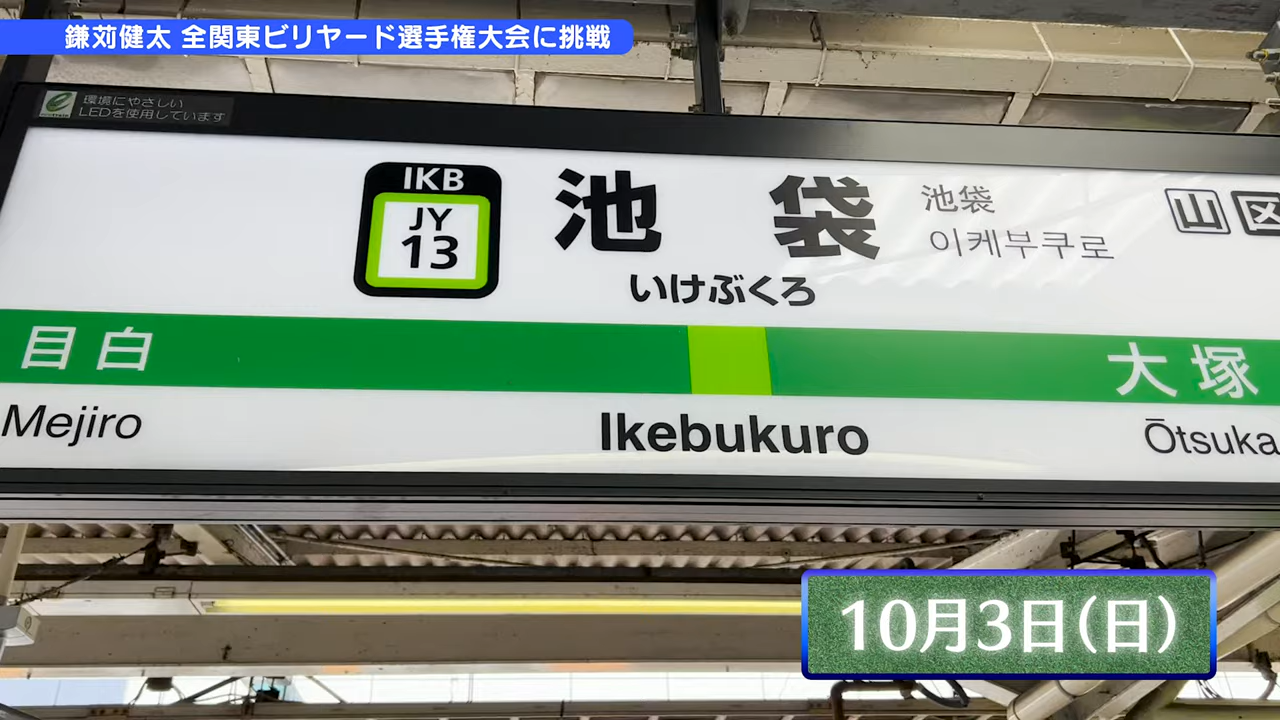 鎌苅健太 全関東ビリヤード選手権大会に挑戦
環境にやさしい
LEDを使用しています
IKB
JY
13
池袋
いけぶくろ
池袋
이케부쿠로
山区
目白
大塚
Mejiro
Ikebukuro
Ōtsuka
10月3日(日)